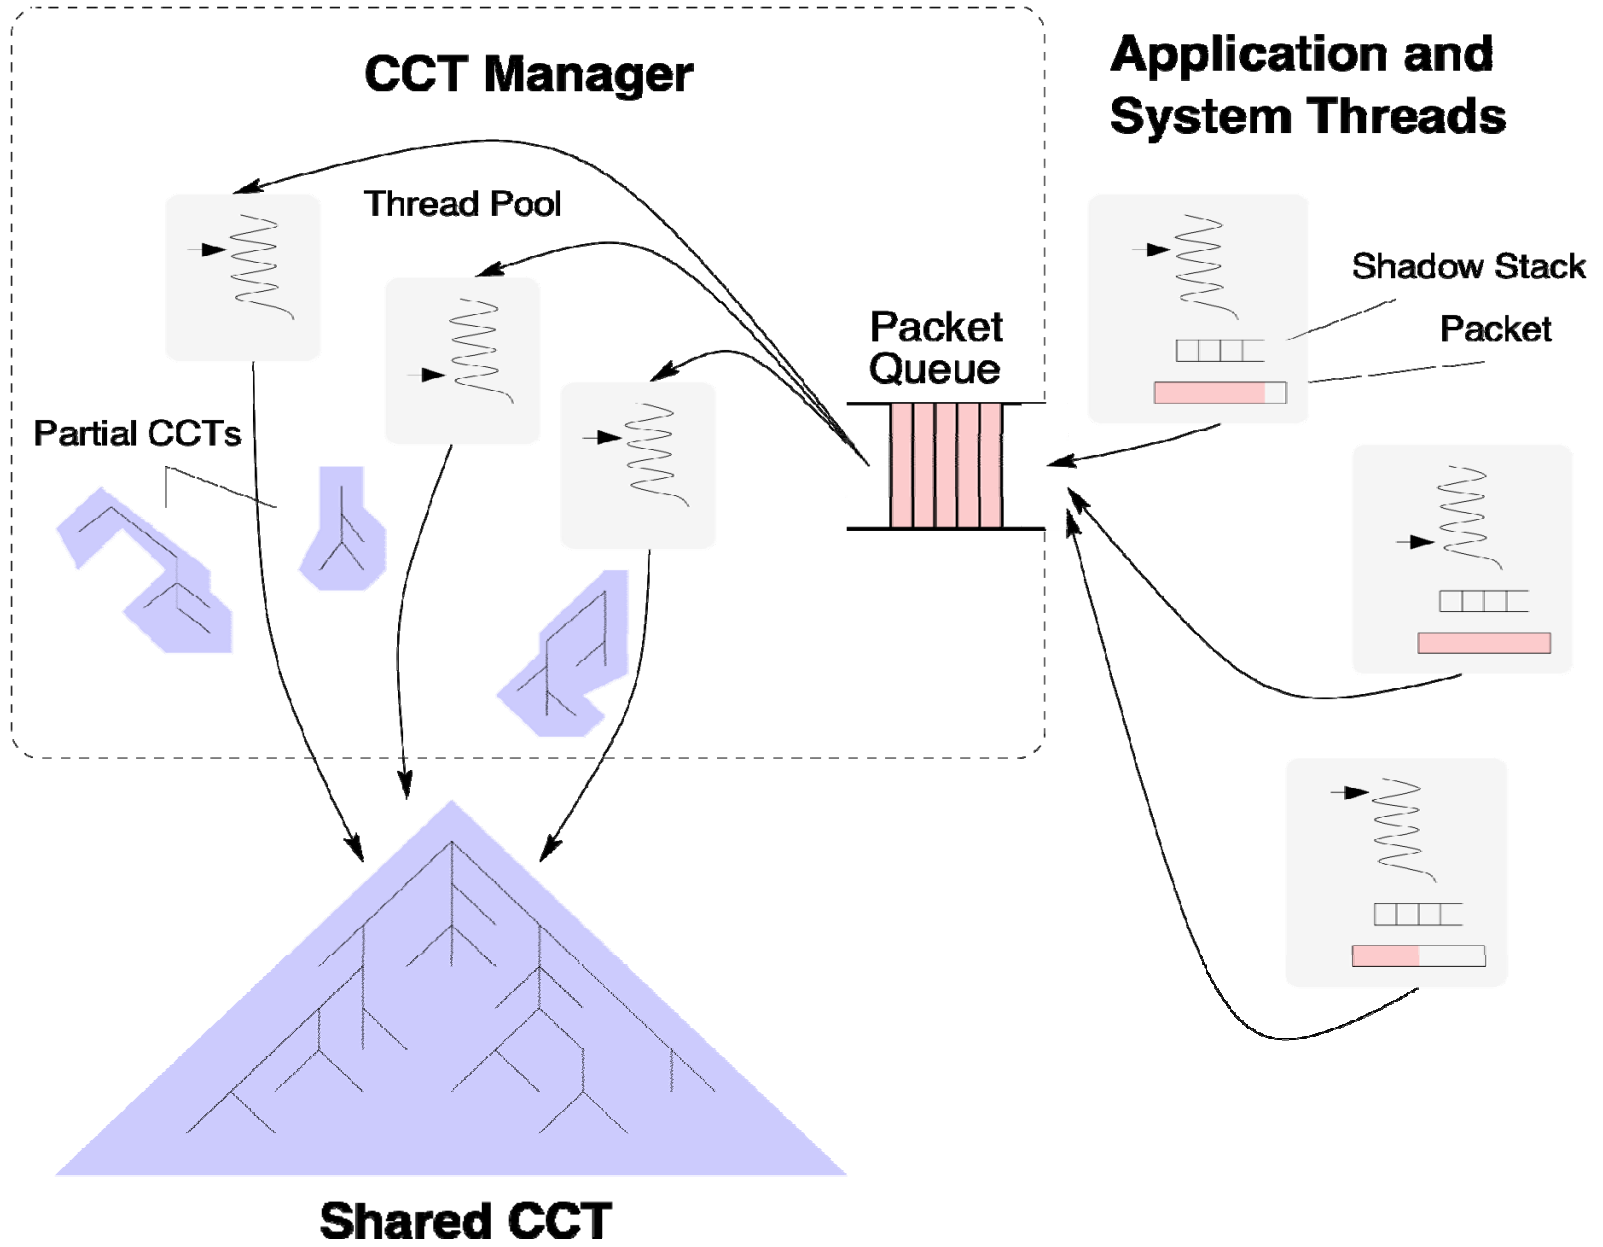 CCT Manager
Application and
System Threads
Thread Pool
Shadow Stack
Packet
Packet
Queue
Partial CCTs
Shared CCT